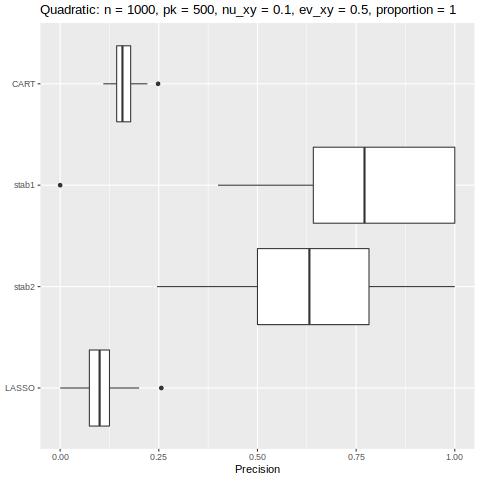 Quadratic: n = 1000, pk = 500, nu_xy = 0.1, ev_xy = 0.5, proportion = 1
CART
stab1
stab2
LASSO
0.00 0.25 0.50 0.75 1.00
Precision